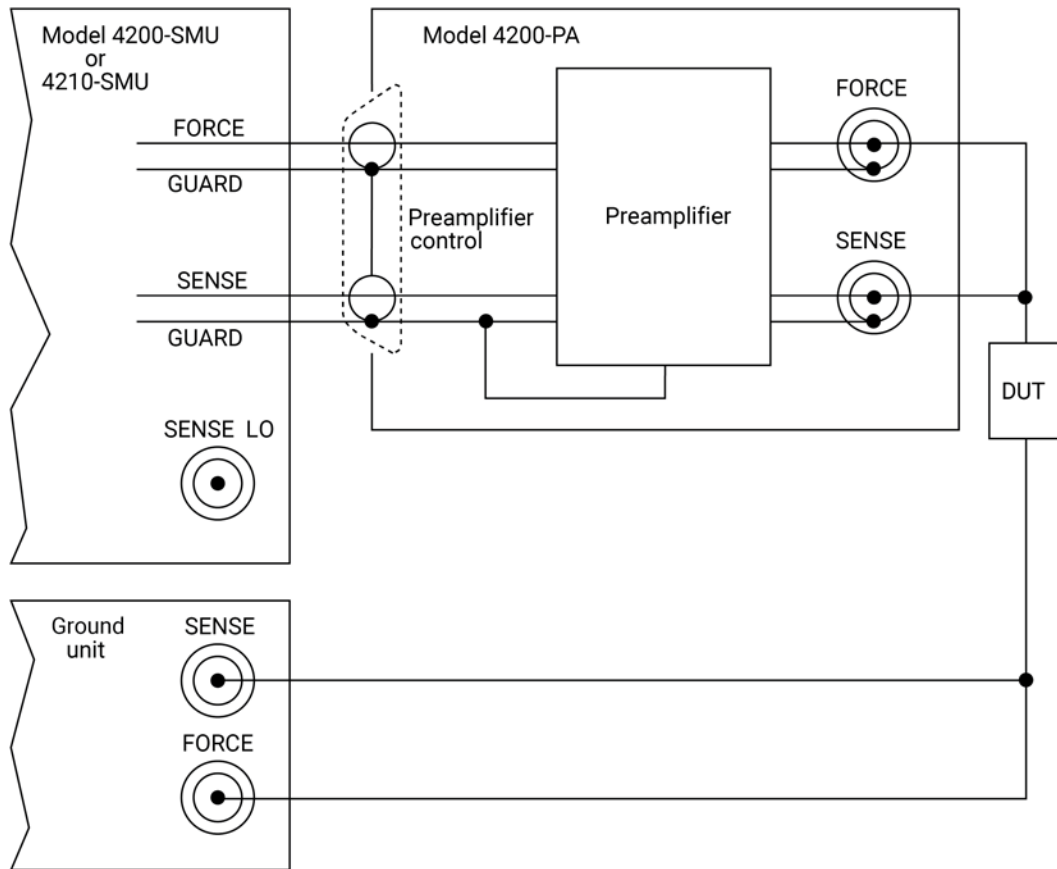 Model 4200-SMU
or
4210-SMU
Model 4200-PA
FORCE
FORCE
GUARD
Preamplifier
control
Preamplifier
SENSE
SENSE
GUARD
DUT
SENSE LO
Ground
unit
SENSE
FORCE